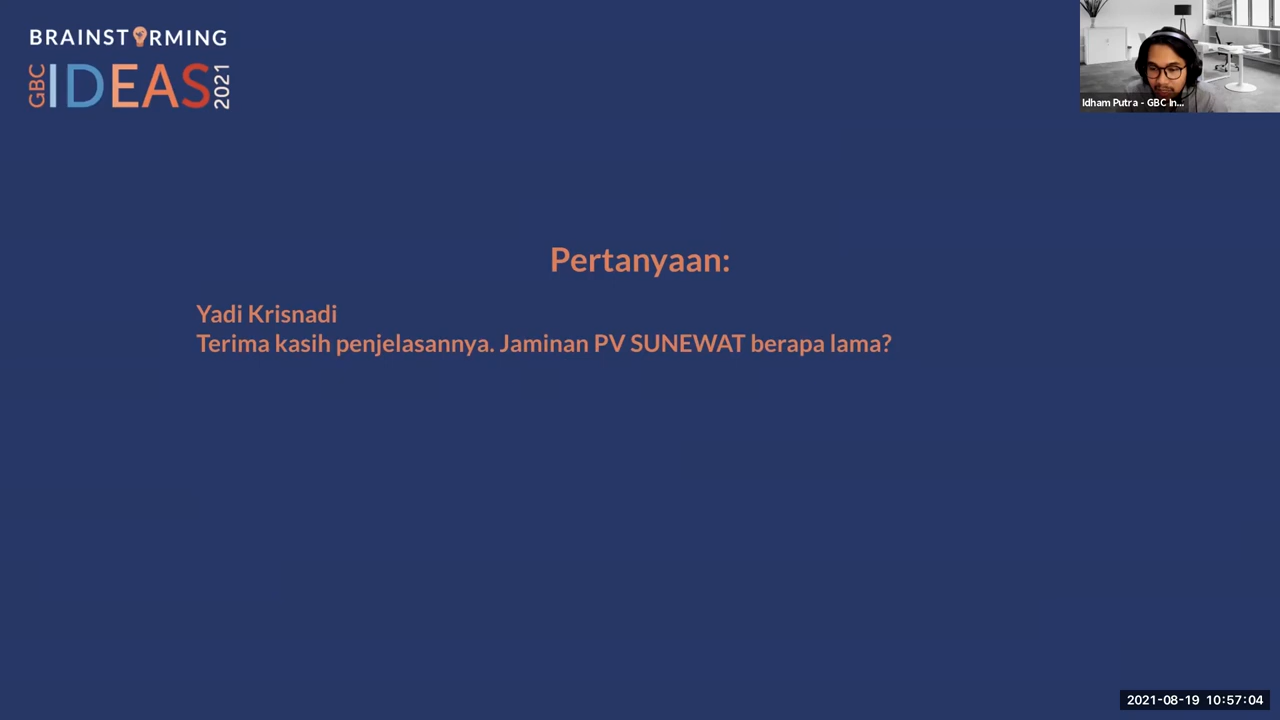 BRAINSTORMING
GBC IDEAS 2021
Idham Putra - GBC In...
Pertanyaan:
Yadi Krisnadi
Terima kasih penjelasannya. Jaminan PV SUNEWAT berapa lama?
2021-08-19 10:57:04